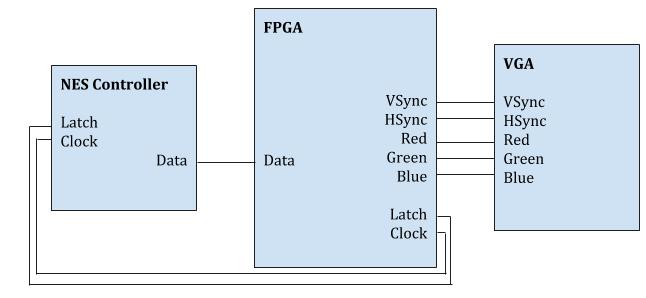 FPGA
NES Controller
VGA
Latch
Clock
Data
Data
VSync
HSync
Red
Green
Blue
Latch
Clock
VSync
HSync
Red
Green
Blue